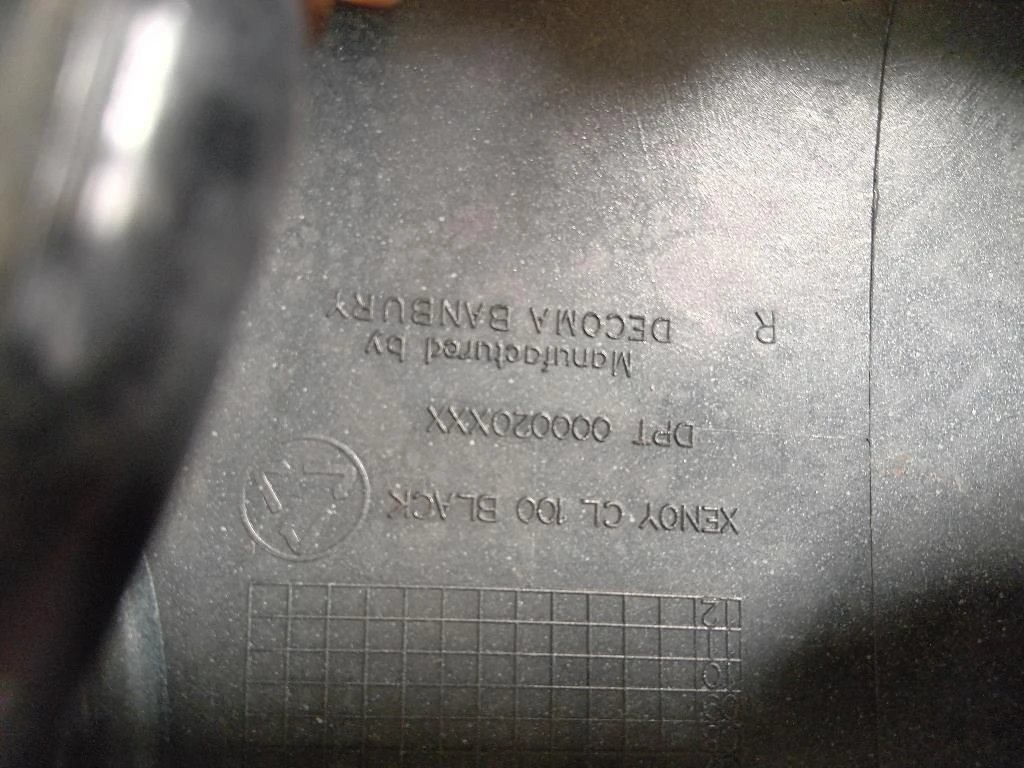 XENOY CL 100 BLACK
DPT 000020XXX
Manufactured by
DECOMA BANBURY
R